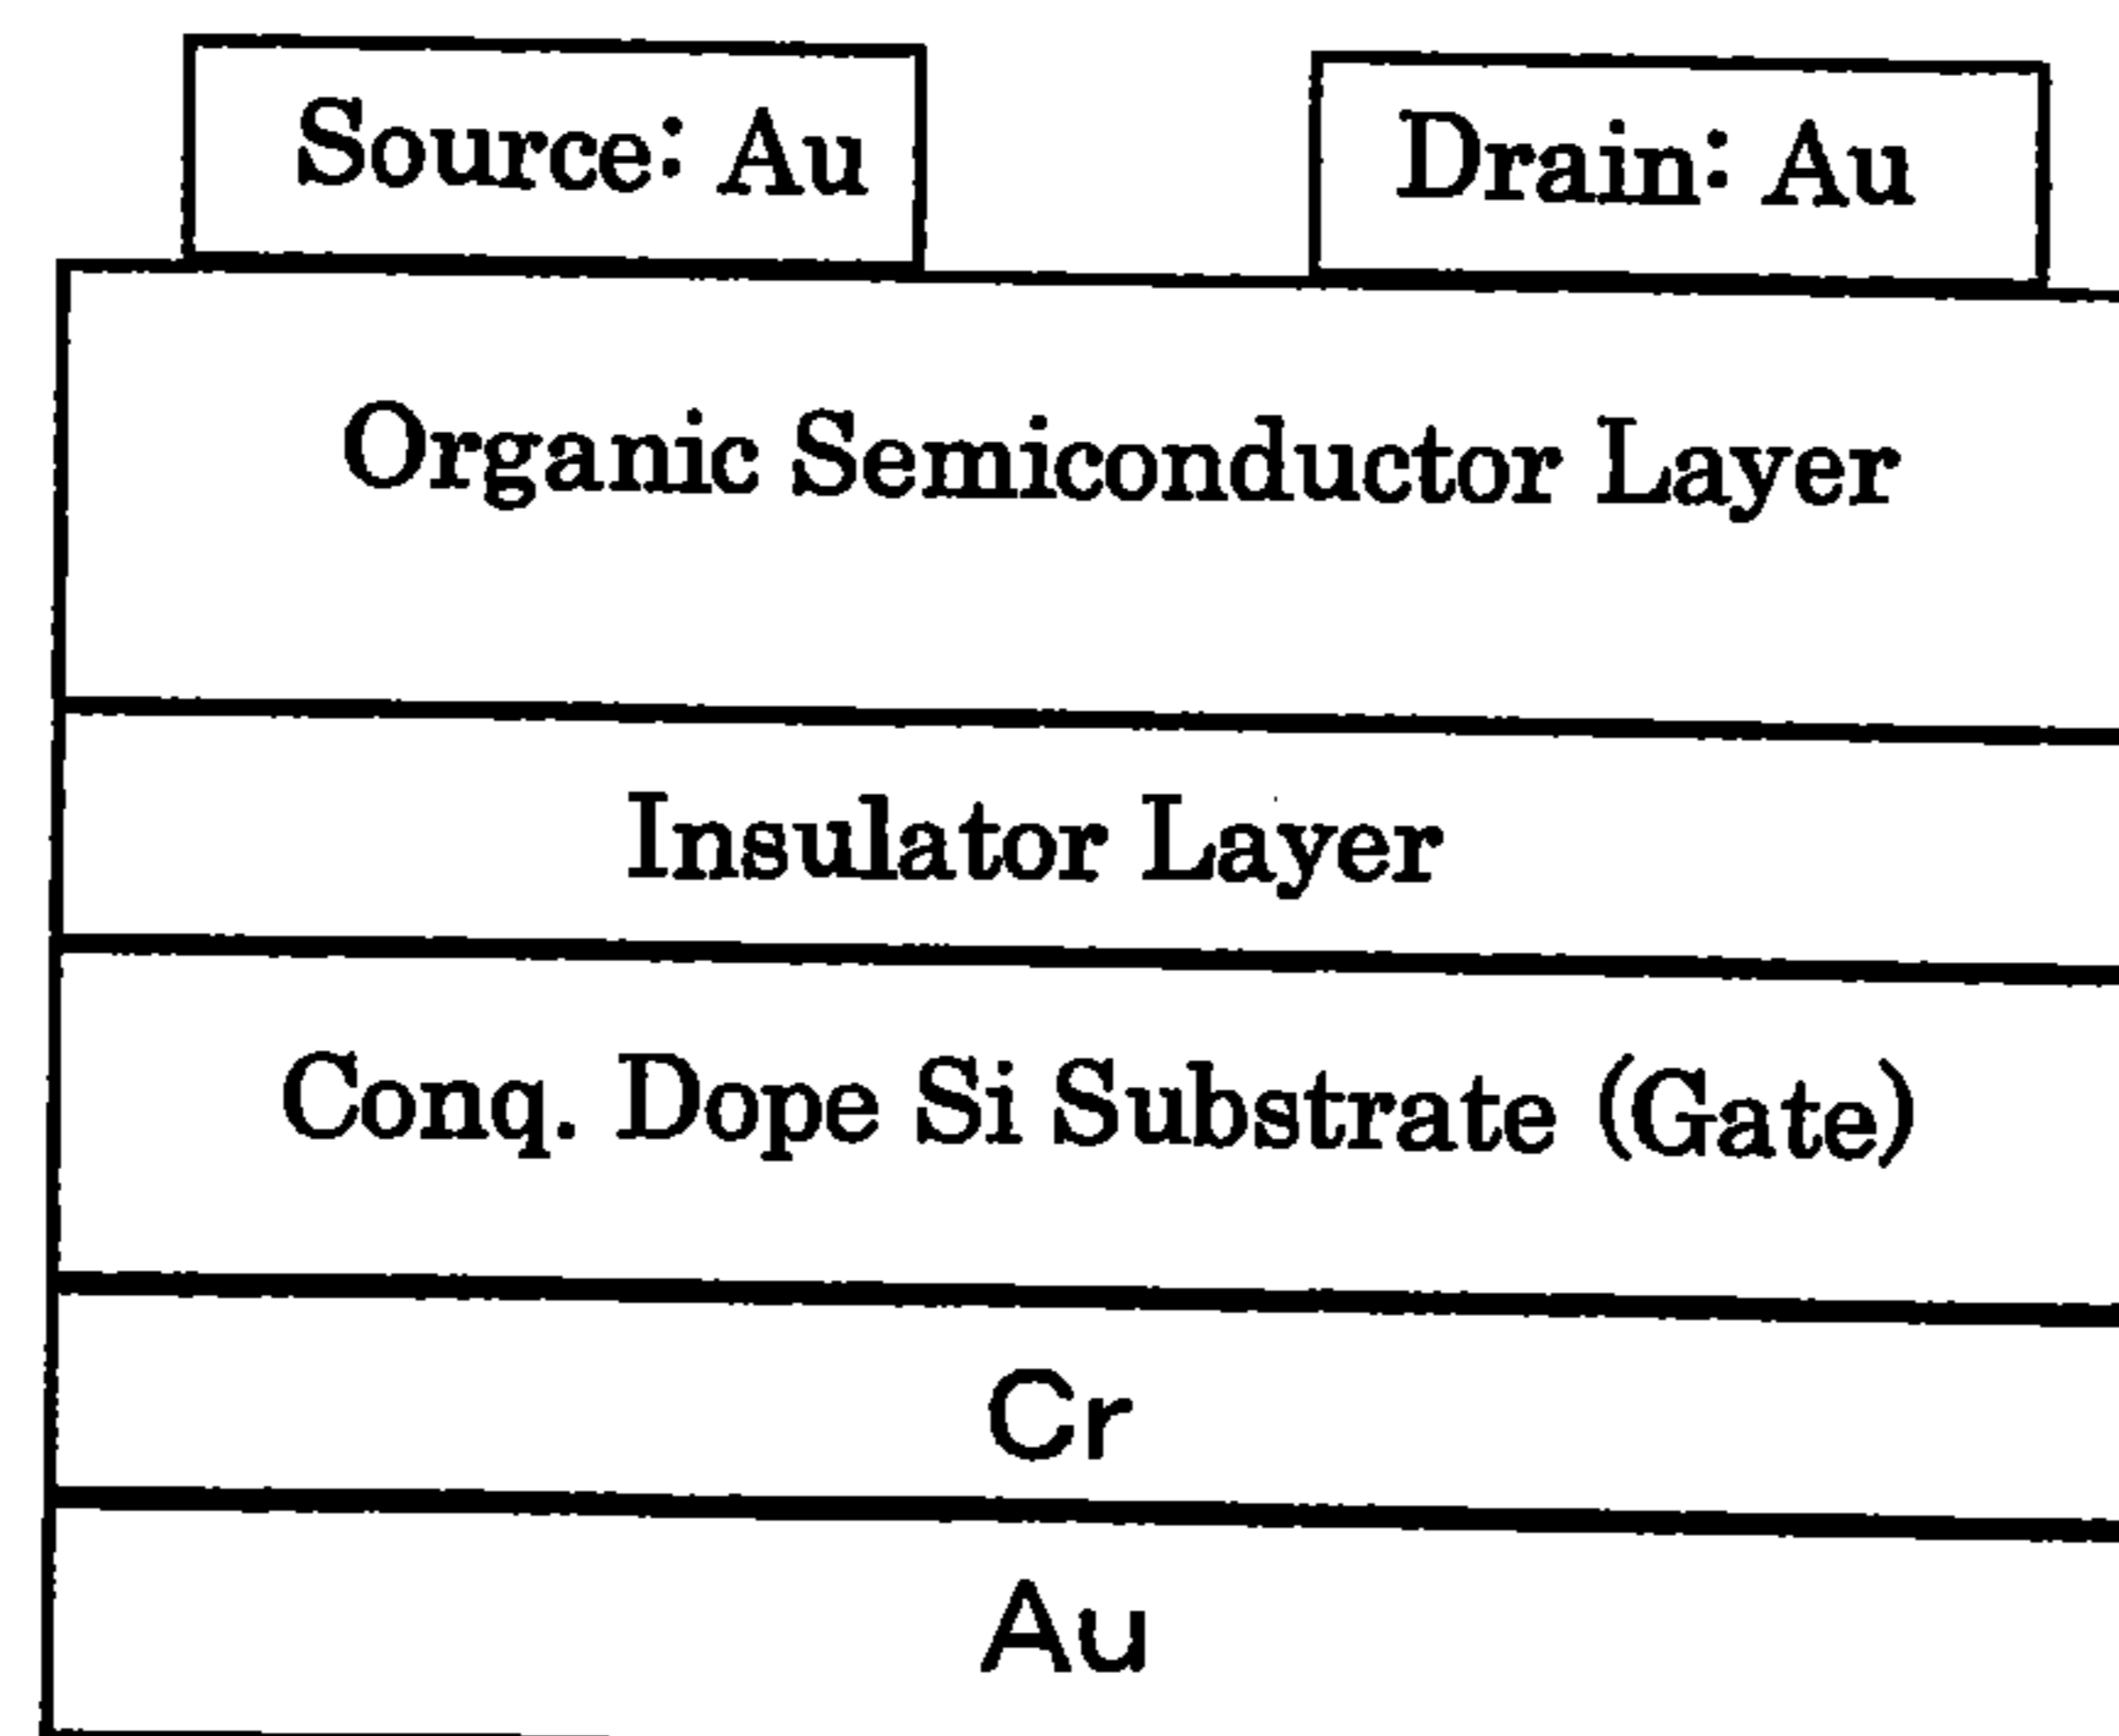 Source: Au
Drain: Au
Organic Semiconductor Layer
Insulator Layer
Conq. Dope Si Substrate (Gate)
Cr
Au